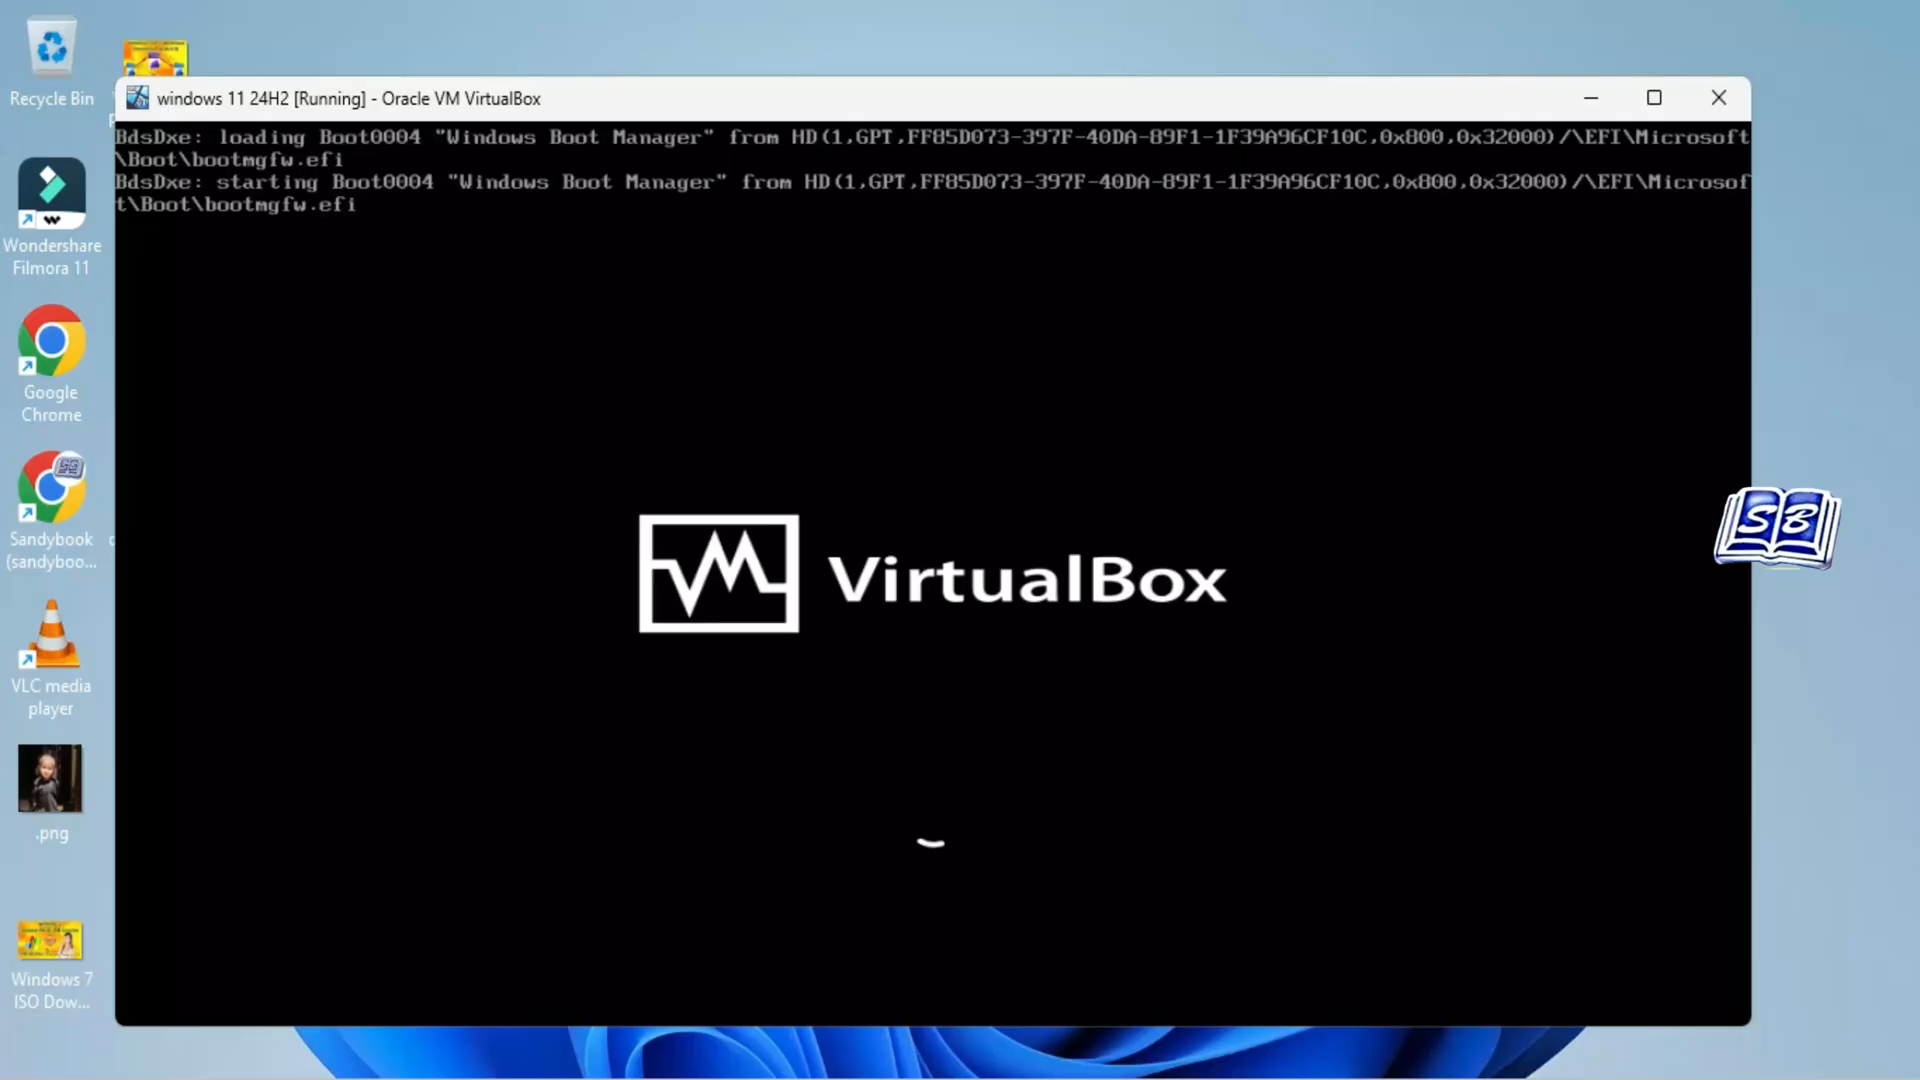 Recycle Bin
windows 11 24H2 [Running] - Oracle VM VirtualBox
BdsDxe: loading Boot0004 "Windows Boot Manager" from HD(1,GPT,FF85D073-397F-40DA-89F1-1F39A96CF10C,0x800,0x32000)/\EFI\Microsoft
\Boot\bootmgfw.efi
BdsDxe: starting Boot0004 "Windows Boot Manager" from HD(1,GPT,FF85D073-397F-40DA-89F1-1F39A96CF10C,0x800,0x32000)/\EFI\Microsof
t\Boot\bootmgfw.efi
Wondershare
Filmora 11
Google
Chrome
Sandybook
(sandyboo...
VLC media
player
.png
Windows 7
ISO Dow...
VirtualBox
SB